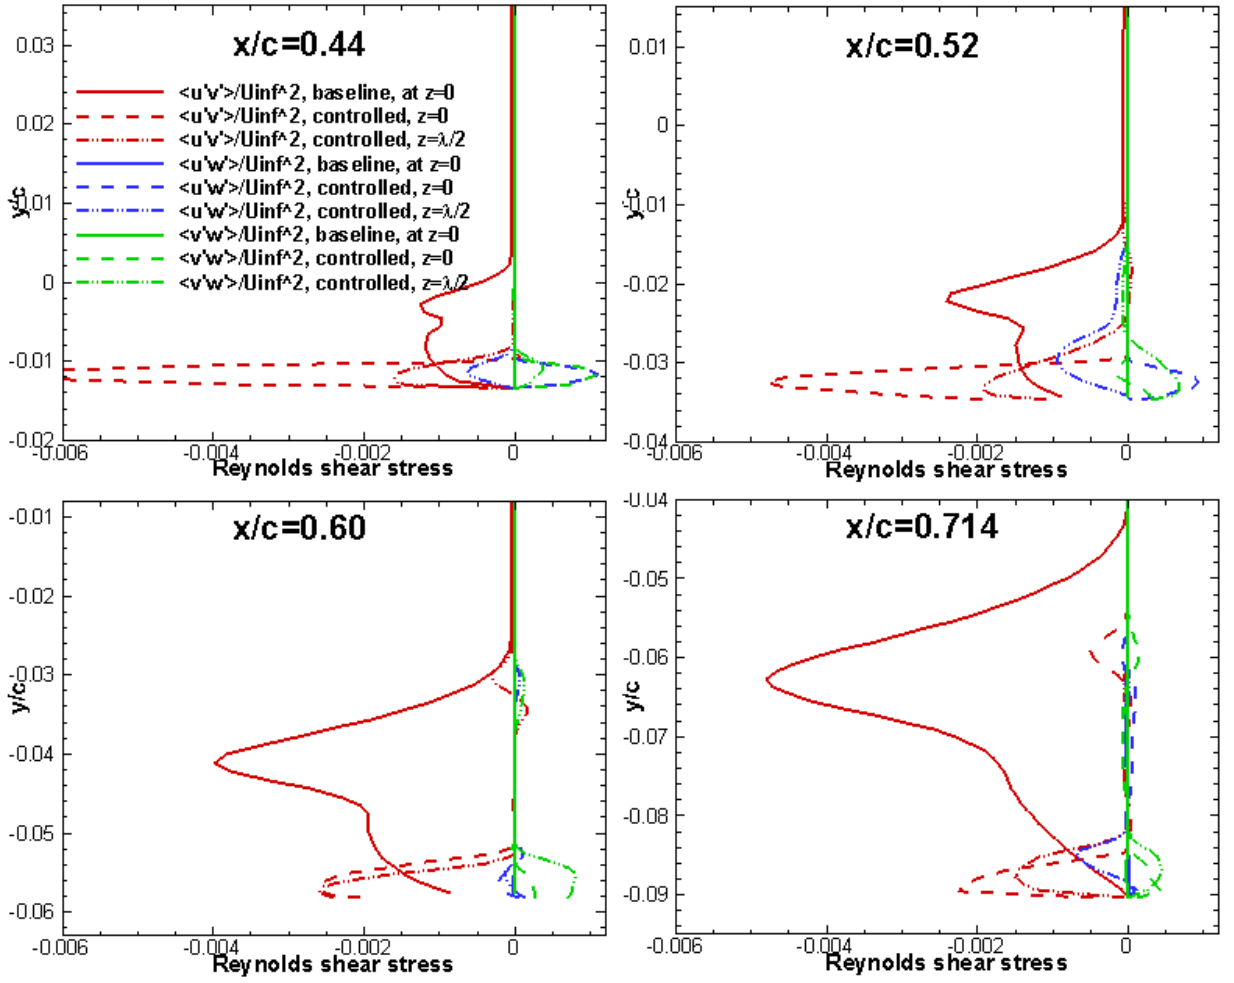 x/c=0.44
0.03
0.02
0.01
0
-0.01
-0.02
y/c
<u'v'>/Uinf^2, baseline, at z=0
<u'v'>/Uinf^2, controlled, z=0
<u'v'>/Uinf^2, controlled, z=λ/2
<u'w'>/Uinf^2, baseline, at z=0
<u'w'>/Uinf^2, controlled, z=0
<u'w'>/Uinf^2, controlled, z=λ/2
<v'w'>/Uinf^2, baseline, at z=0
<v'w'>/Uinf^2, controlled, z=0
<v'w'>/Uinf^2, controlled, z=λ/2
-0.006 -0.004 -0.002 0
Reynolds shear stress
x/c=0.52
0.01
0
-0.01
-0.02
-0.03
-0.04
y/c
-0.006 -0.004 -0.002 0
Reynolds shear stress
x/c=0.60
-0.01
-0.02
-0.03
-0.04
-0.05
-0.06
y/c
-0.006 -0.004 -0.002 0
Reynolds shear stress
x/c=0.714
-0.04
-0.05
-0.06
-0.07
-0.08
-0.09
y/c
-0.006 -0.004 -0.002 0
Reynolds shear stress